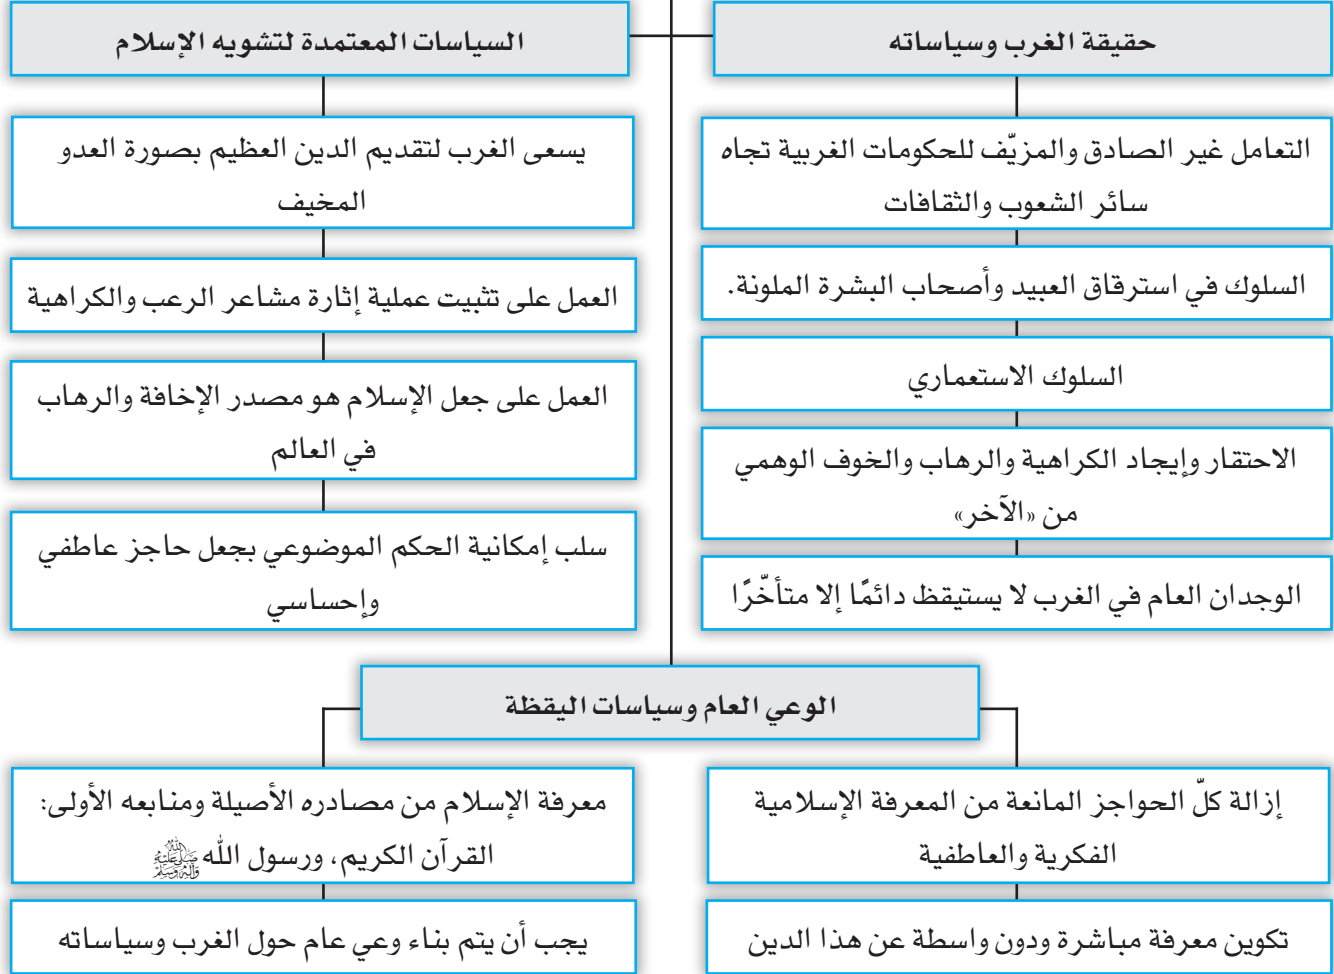 حقيقة الغرب وسياساته
التعامل غير الصادق والمزيّف للحكومات الغربية تجاه
سائر الشعوب والثقافات
السلوك في استرقاق العبيد وأصحاب البشرة الملونة.
السلوك الاستعماري
الاحتقار وإيجاد الكراهية والرهاب والخوف الوهمي
من «الآخر»
الوجدان العام في الغرب لا يستيقظ دائمًا إلا متأخّرًا
السياسات المعتمدة لتشويه الإسلام
يسعى الغرب لتقديم الدين العظيم بصورة العدو
المخيف
العمل على تثبيت عملية إثارة مشاعر الرعب والكراهية
العمل على جعل الإسلام هو مصدر الإخافة والرهاب
في العالم
سلب إمكانية الحكم الموضوعي بجعل حاجز عاطفي
وإحساسي
الوعي العام وسياسات اليقظة
إزالة كلّ الحواجز المانعة من المعرفة الإسلامية
الفكرية والعاطفية
تكوين معرفة مباشرة ودون واسطة عن هذا الدين
معرفة الإسلام من مصادره الأصيلة ومنابعه الأولى:
القرآن الكريم، ورسول الله صلى الله عليه وآله وسلم
يجب أن يتم بناء وعي عام حول الغرب وسياساته